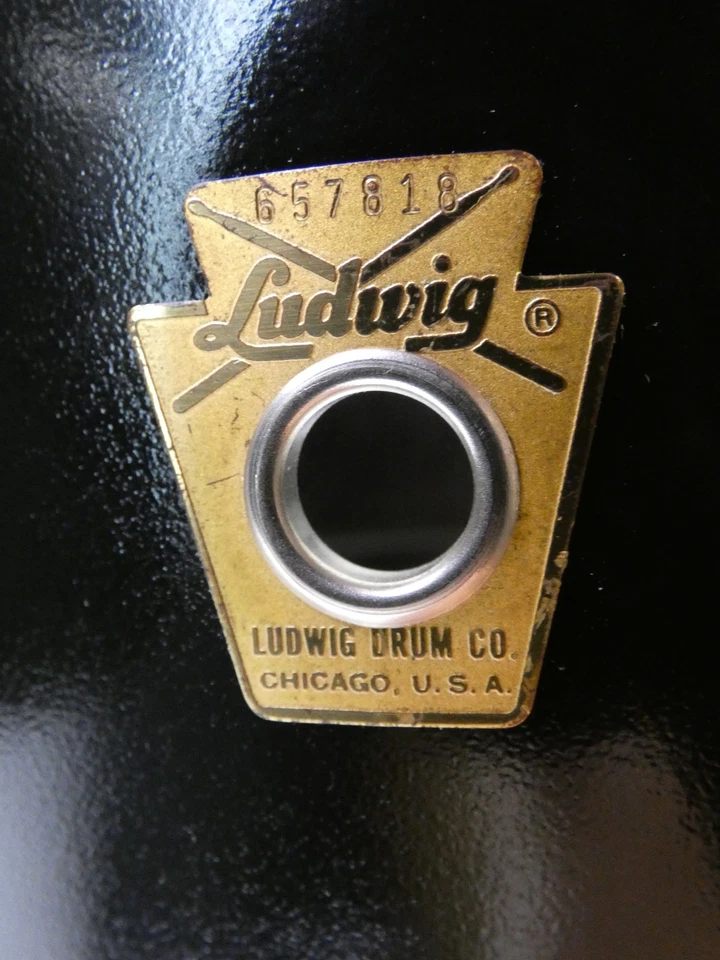 657818
Ludwig ®
LUDWIG DRUM CO.
CHICAGO, U. S. A.